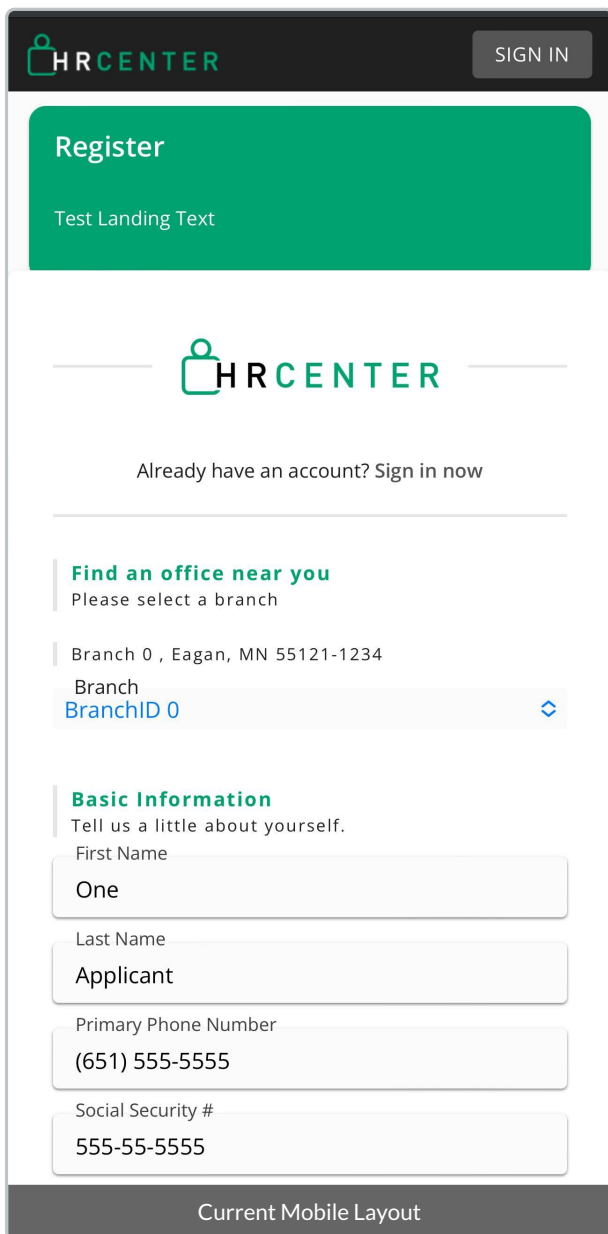 HRCENTER
SIGN IN
Register
Test Landing Text
HRCENTER
Already have an account? Sign in now
Find an office near you
Please select a branch
Branch 0 , Eagan, MN 55121-1234
Branch
BranchID 0
Basic Information
Tell us a little about yourself.
First Name
One
Last Name
Applicant
Primary Phone Number
(651) 555-5555
Social Security #
555-55-5555
Current Mobile Layout